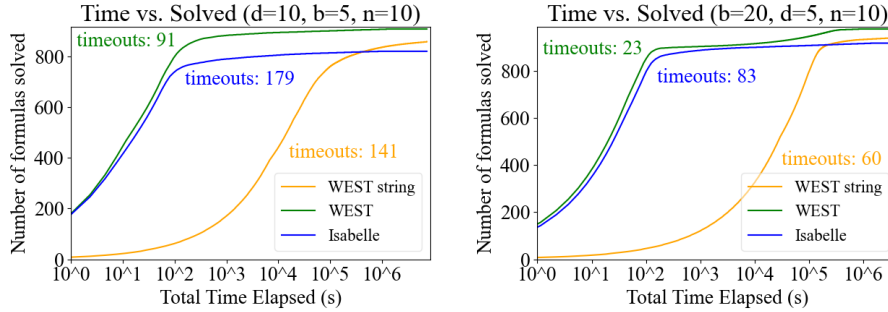 Time vs. Solved (d=10, b=5, n=10)
Number of formulas solved
800
600
400
200
0
timeouts: 91
timeouts: 179
timeouts: 141
WEST string
WEST
Isabelle
10^0 10^1 10^2 10^3 10^4 10^5 10^6
Total Time Elapsed (s)
Time vs. Solved (b=20, d=5, n=10)
Number of formulas solved
800
600
400
200
0
timeouts: 23
timeouts: 83
timeouts: 60
WEST string
WEST
Isabelle
10^0 10^1 10^2 10^3 10^4 10^5 10^6
Total Time Elapsed (s)